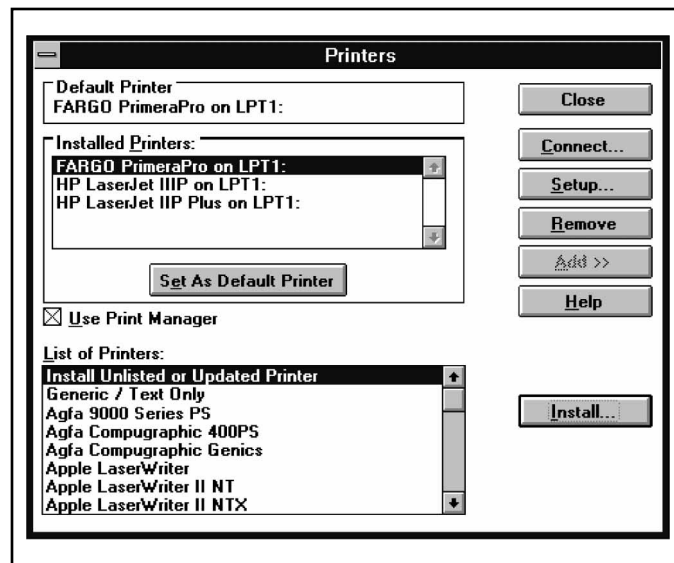 Printers
Default Printer
FARGO PrimeraPro on LPT1:
Installed Printers:
FARGO PrimeraPro on LPT1:
HP LaserJet IIIP on LPT1:
HP LaserJet IIP Plus on LPT1:
Set As Default Printer
Use Print Manager
List of Printers:
Install Unlisted or Updated Printer
Generic / Text Only
Agfa 9000 Series PS
Agfa Compugraphic 400PS
Agfa Compugraphic Genics
Apple LaserWriter
Apple LaserWriter II NT
Apple LaserWriter II NTX
Close
Connect...
Setup...
Remove
Add >>
Help
Install...